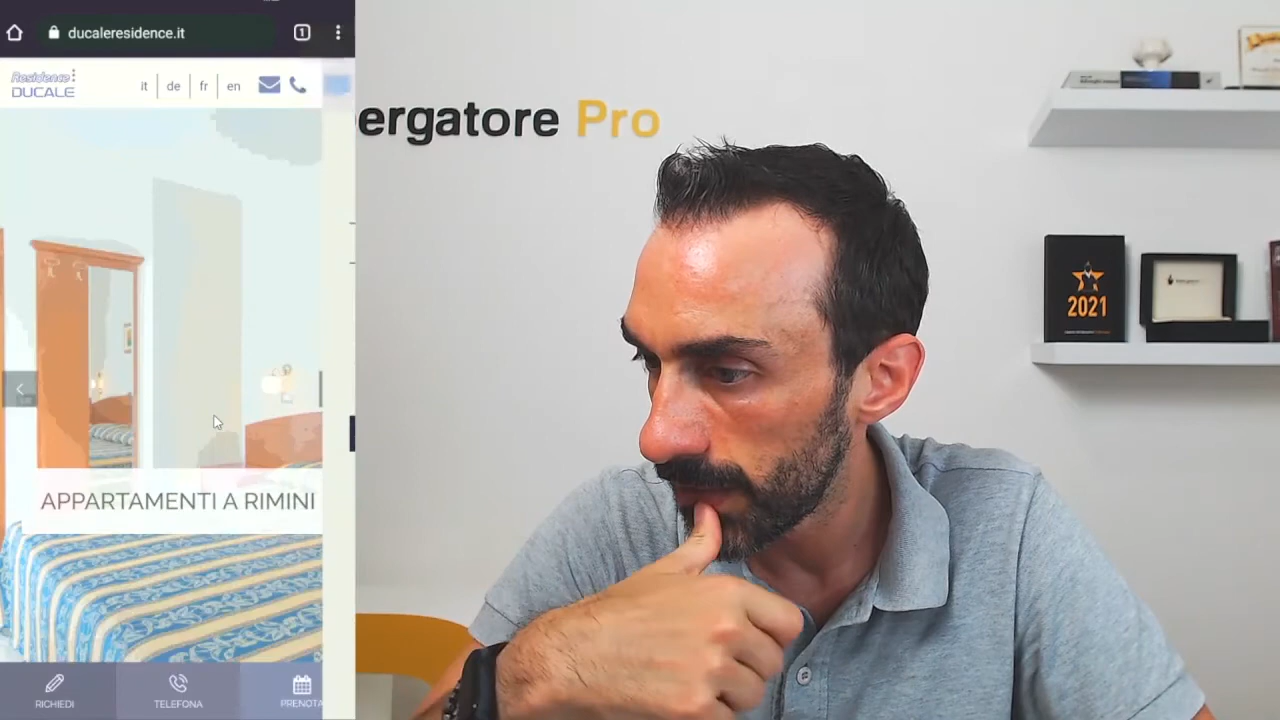 ducaleresidence.it
1
Residence
DUCALE
it
de
fr
en
ergatore Pro
APPARTAMENTI A RIMINI
RICHIEDI
TELEFONA
PRENOTA
2021